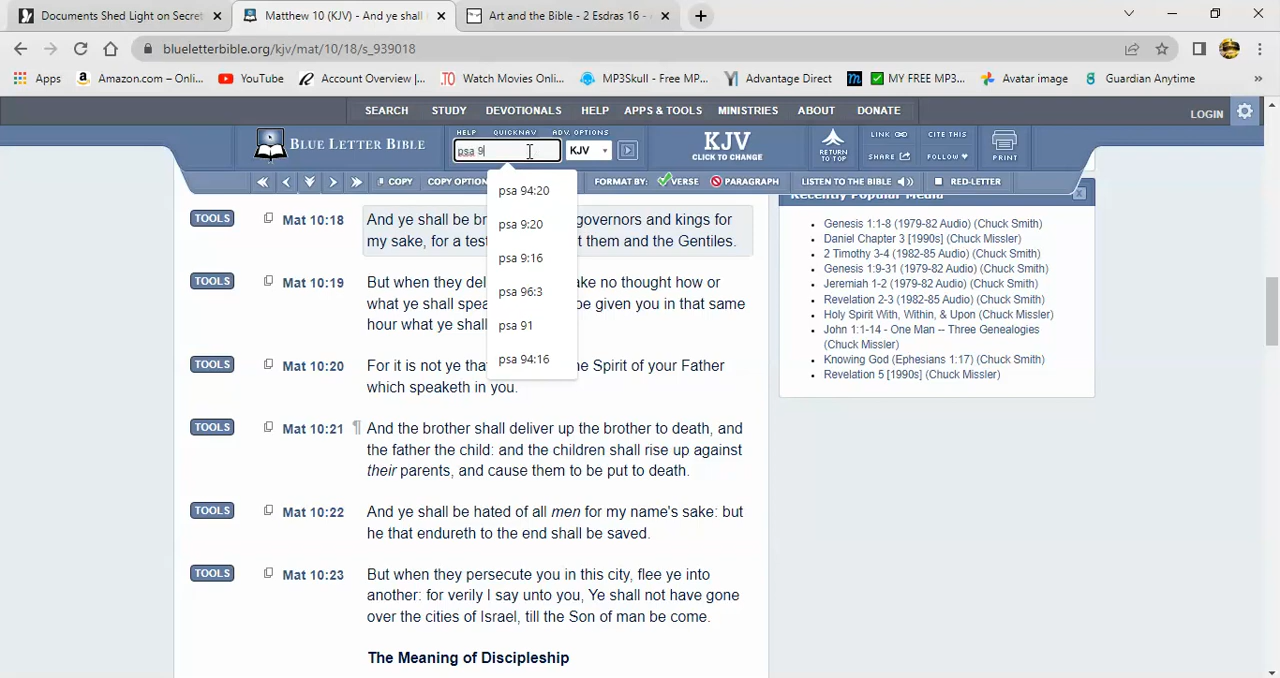 Documents Shed Light on Secret
Matthew 10 (KJV) - And ye shall
Art and the Bible - 2 Esdras 16 -
blueletterbible.org/kjv/mat/10/18/s_939018
Apps
Amazon.com – Onli...
YouTube
Account Overview |...
Watch Movies Onli...
MP3Skull - Free MP...
Advantage Direct
MY FREE MP3...
Avatar image
Guardian Anytime
»
SEARCH
STUDY
DEVOTIONALS
HELP
APPS & TOOLS
MINISTRIES
ABOUT
DONATE
LOGIN
BLUE LETTER BIBLE
HELP
QUICKNAV
ADV. OPTIONS
psa 9
KJV
KJV
CLICK TO CHANGE
RETURN
TO TOP
LINK
CITE THIS
SHARE
FOLLOW
PRINT
COPY
COPY OPTION
FORMAT BY:
VERSE
PARAGRAPH
LISTEN TO THE BIBLE
RED-LETTER
psa 94:20
psa 9:20
psa 9:16
psa 96:3
psa 91
psa 94:16
TOOLS
Mat 10:18
And ye shall be br governors and kings for
my sake, for a test t them and the Gentiles.
TOOLS
Mat 10:19
But when they del ake no thought how or
what ye shall spea be given you in that same
hour what ye shall
TOOLS
Mat 10:20
For it is not ye tha e Spirit of your Father
which speaketh in you.
TOOLS
Mat 10:21
¶ And the brother shall deliver up the brother to death, and
the father the child: and the children shall rise up against
their parents, and cause them to be put to death.
TOOLS
Mat 10:22
And ye shall be hated of all men for my name's sake: but
he that endureth to the end shall be saved.
TOOLS
Mat 10:23
But when they persecute you in this city, flee ye into
another: for verily I say unto you, Ye shall not have gone
over the cities of Israel, till the Son of man be come.
The Meaning of Discipleship
Recently Popular Media
Genesis 1:1-8 (1979-82 Audio) (Chuck Smith)
Daniel Chapter 3 [1990s] (Chuck Missler)
2 Timothy 3-4 (1982-85 Audio) (Chuck Smith)
Genesis 1:9-31 (1979-82 Audio) (Chuck Smith)
Jeremiah 1-2 (1979-82 Audio) (Chuck Smith)
Revelation 2-3 (1982-85 Audio) (Chuck Smith)
Holy Spirit With, Within, & Upon (Chuck Missler)
John 1:1-14 - One Man -- Three Genealogies
(Chuck Missler)
Knowing God (Ephesians 1:17) (Chuck Smith)
Revelation 5 [1990s] (Chuck Missler)